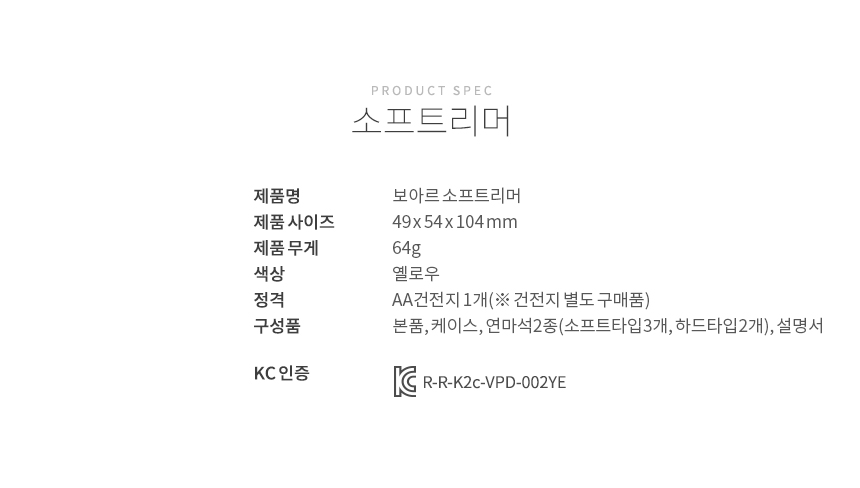 PRODUCT SPEC
소프트리머
제품명 보아르 소프트리머
제품 사이즈 49 x 54 x 104 mm
제품 무게 64g
색상 옐로우
정격 AA건전지 1개(※ 건전지 별도 구매품)
구성품 본품, 케이스, 연마석2종(소프트타입3개, 하드타입2개), 설명서
KC 인증 R-R-K2c-VPD-002YE